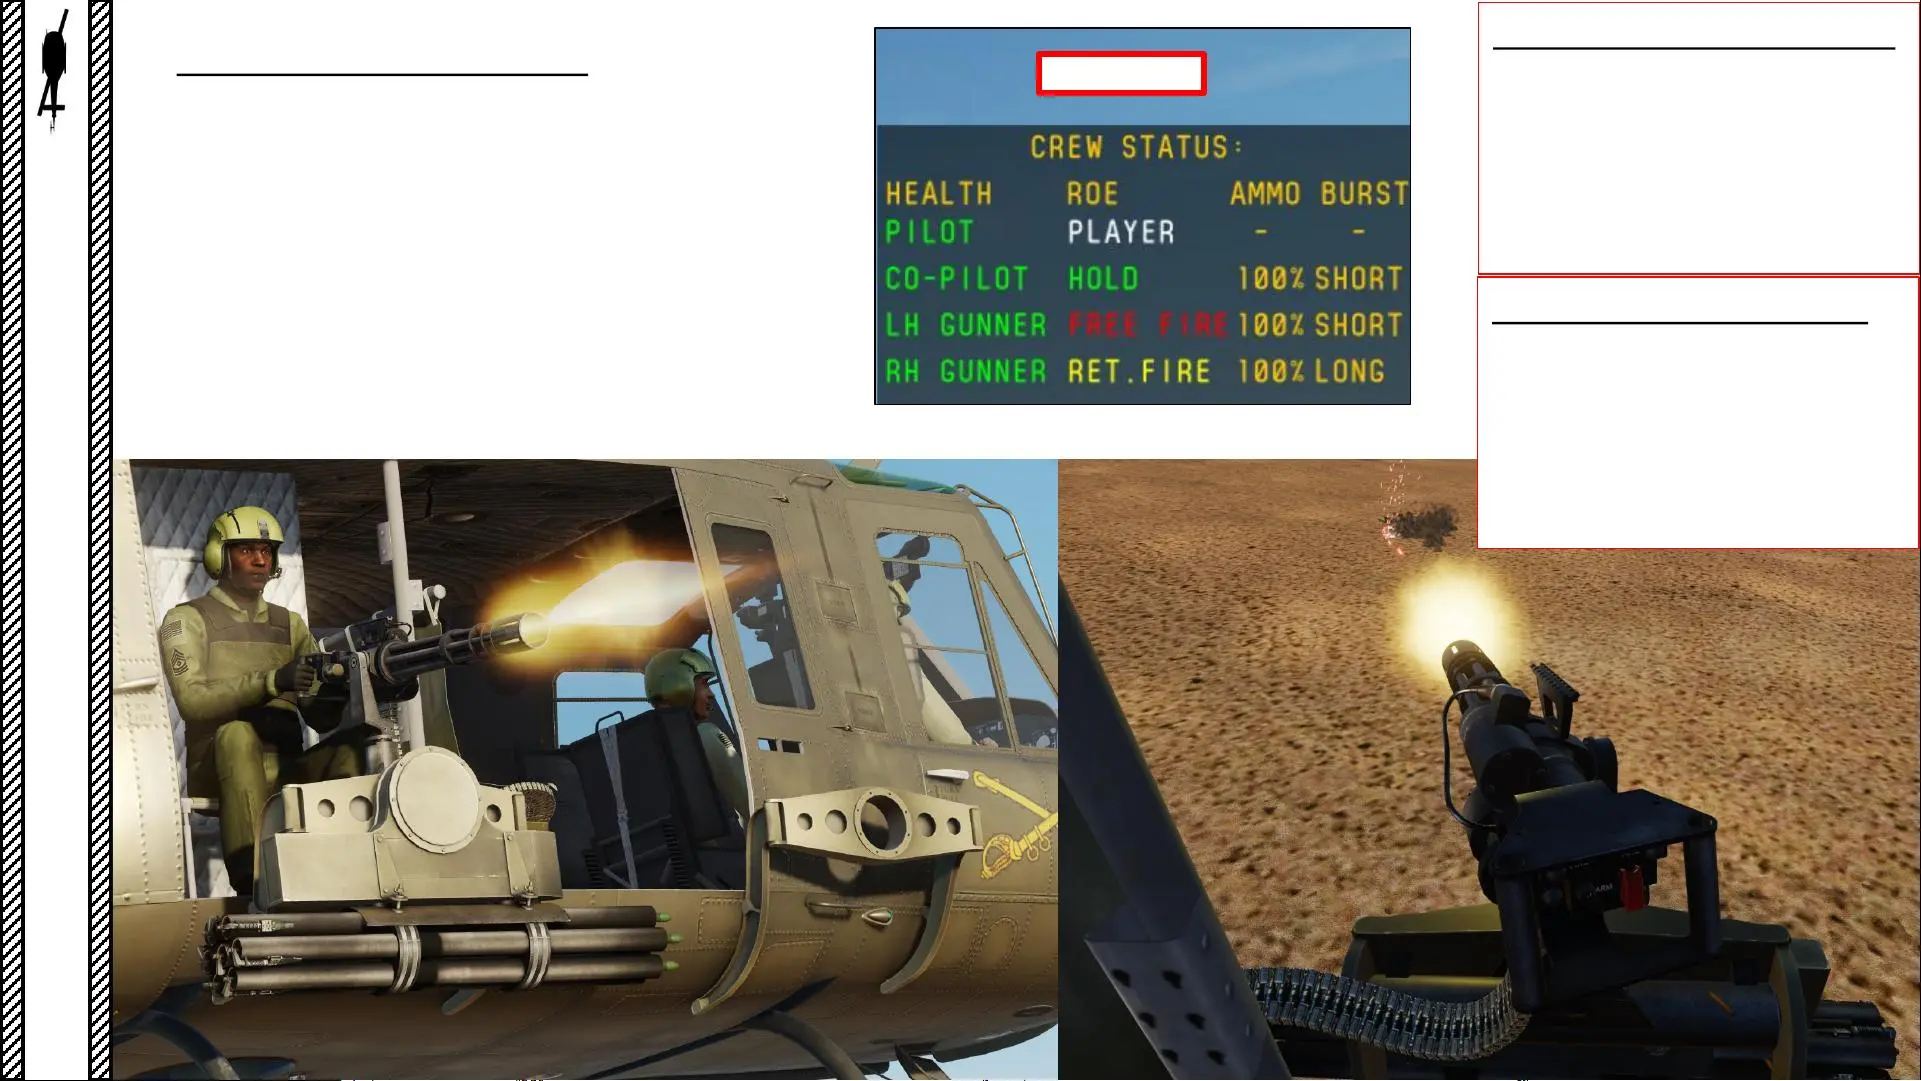 CREW STATUS:
HEALTH ROE AMMO BURST
PILOT PLAYER - -
CO-PILOT HOLD 100% SHORT
LH GUNNER FREE FIRE 100% SHORT
RH GUNNER RET.FIRE 100% LONG
ARM